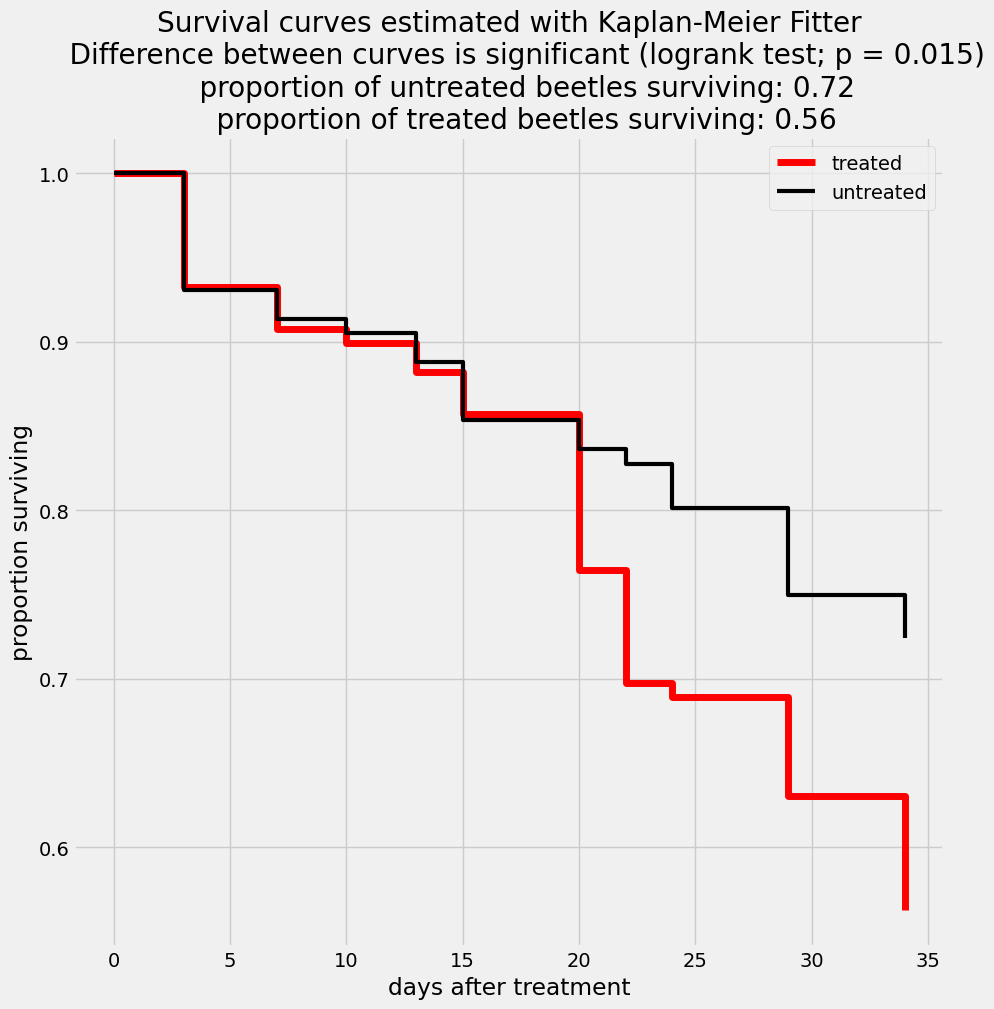 Survival curves estimated with Kaplan-Meier Fitter
Difference between curves is significant (logrank test; p = 0.015)
proportion of untreated beetles surviving: 0.72
proportion of treated beetles surviving: 0.56
treated
untreated
1.0
0.9
0.8
0.7
0.6
proportion surviving
0 5 10 15 20 25 30 35
days after treatment